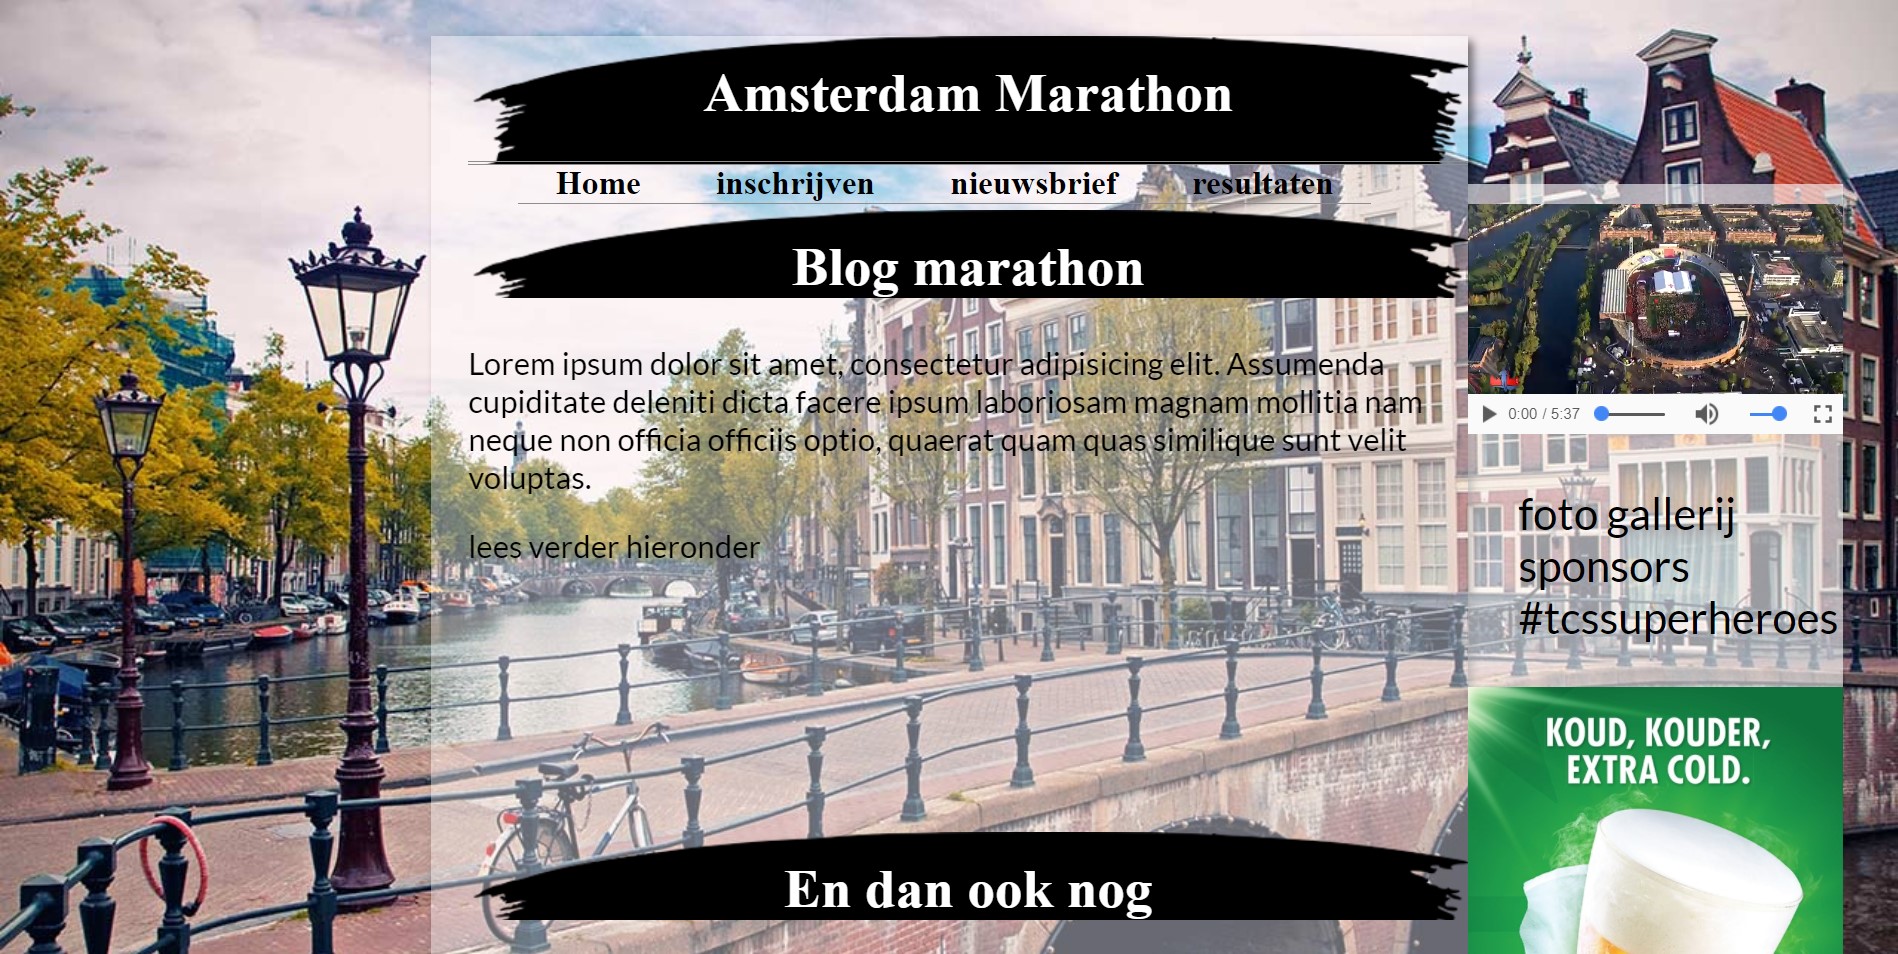 Amsterdam Marathon
Home inschrijven nieuwsbrief resultaten
Blog marathon
Lorem ipsum dolor sit amet, consectetur adipisicing elit. Assumenda
cupiditate deleniti dicta facere ipsum laboriosam magnam mollitia nam
neque non officia officiis optio, quaerat quam quas similique sunt velit
voluptas.
lees verder hieronder
En dan ook nog
0:00 / 5:37
foto gallerij
sponsors
#tcssuperheroes
KOUD, KOUDER,
EXTRA COLD.